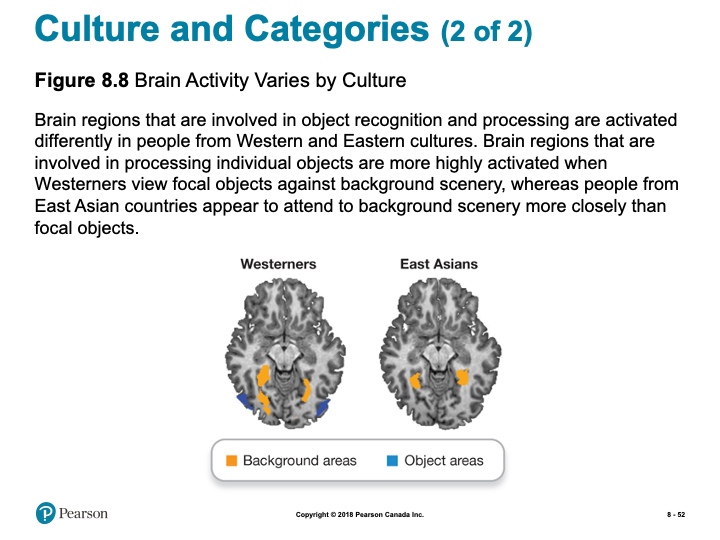 Culture and Categories (2 of 2)
Figure 8.8 Brain Activity Varies by Culture
Brain regions that are involved in object recognition and processing are activated
differently in people from Western and Eastern cultures. Brain regions that are
involved in processing individual objects are more highly activated when
Westerners view focal objects against background scenery, whereas people from
East Asian countries appear to attend to background scenery more closely than
focal objects.
Westerners East Asians
Background areas Object areas
Pearson Copyright © 2018 Pearson Canada Inc. 8 - 52